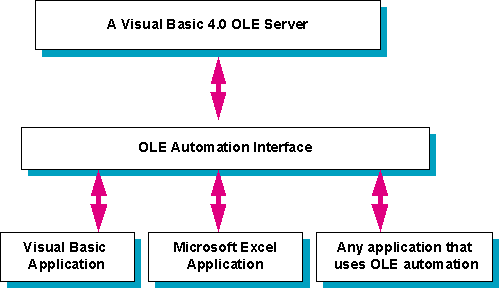 A Visual Basic 4.0 OLE Server
OLE Automation Interface
Visual Basic
Application
Microsoft Excel
Application
Any application that
uses OLE automation